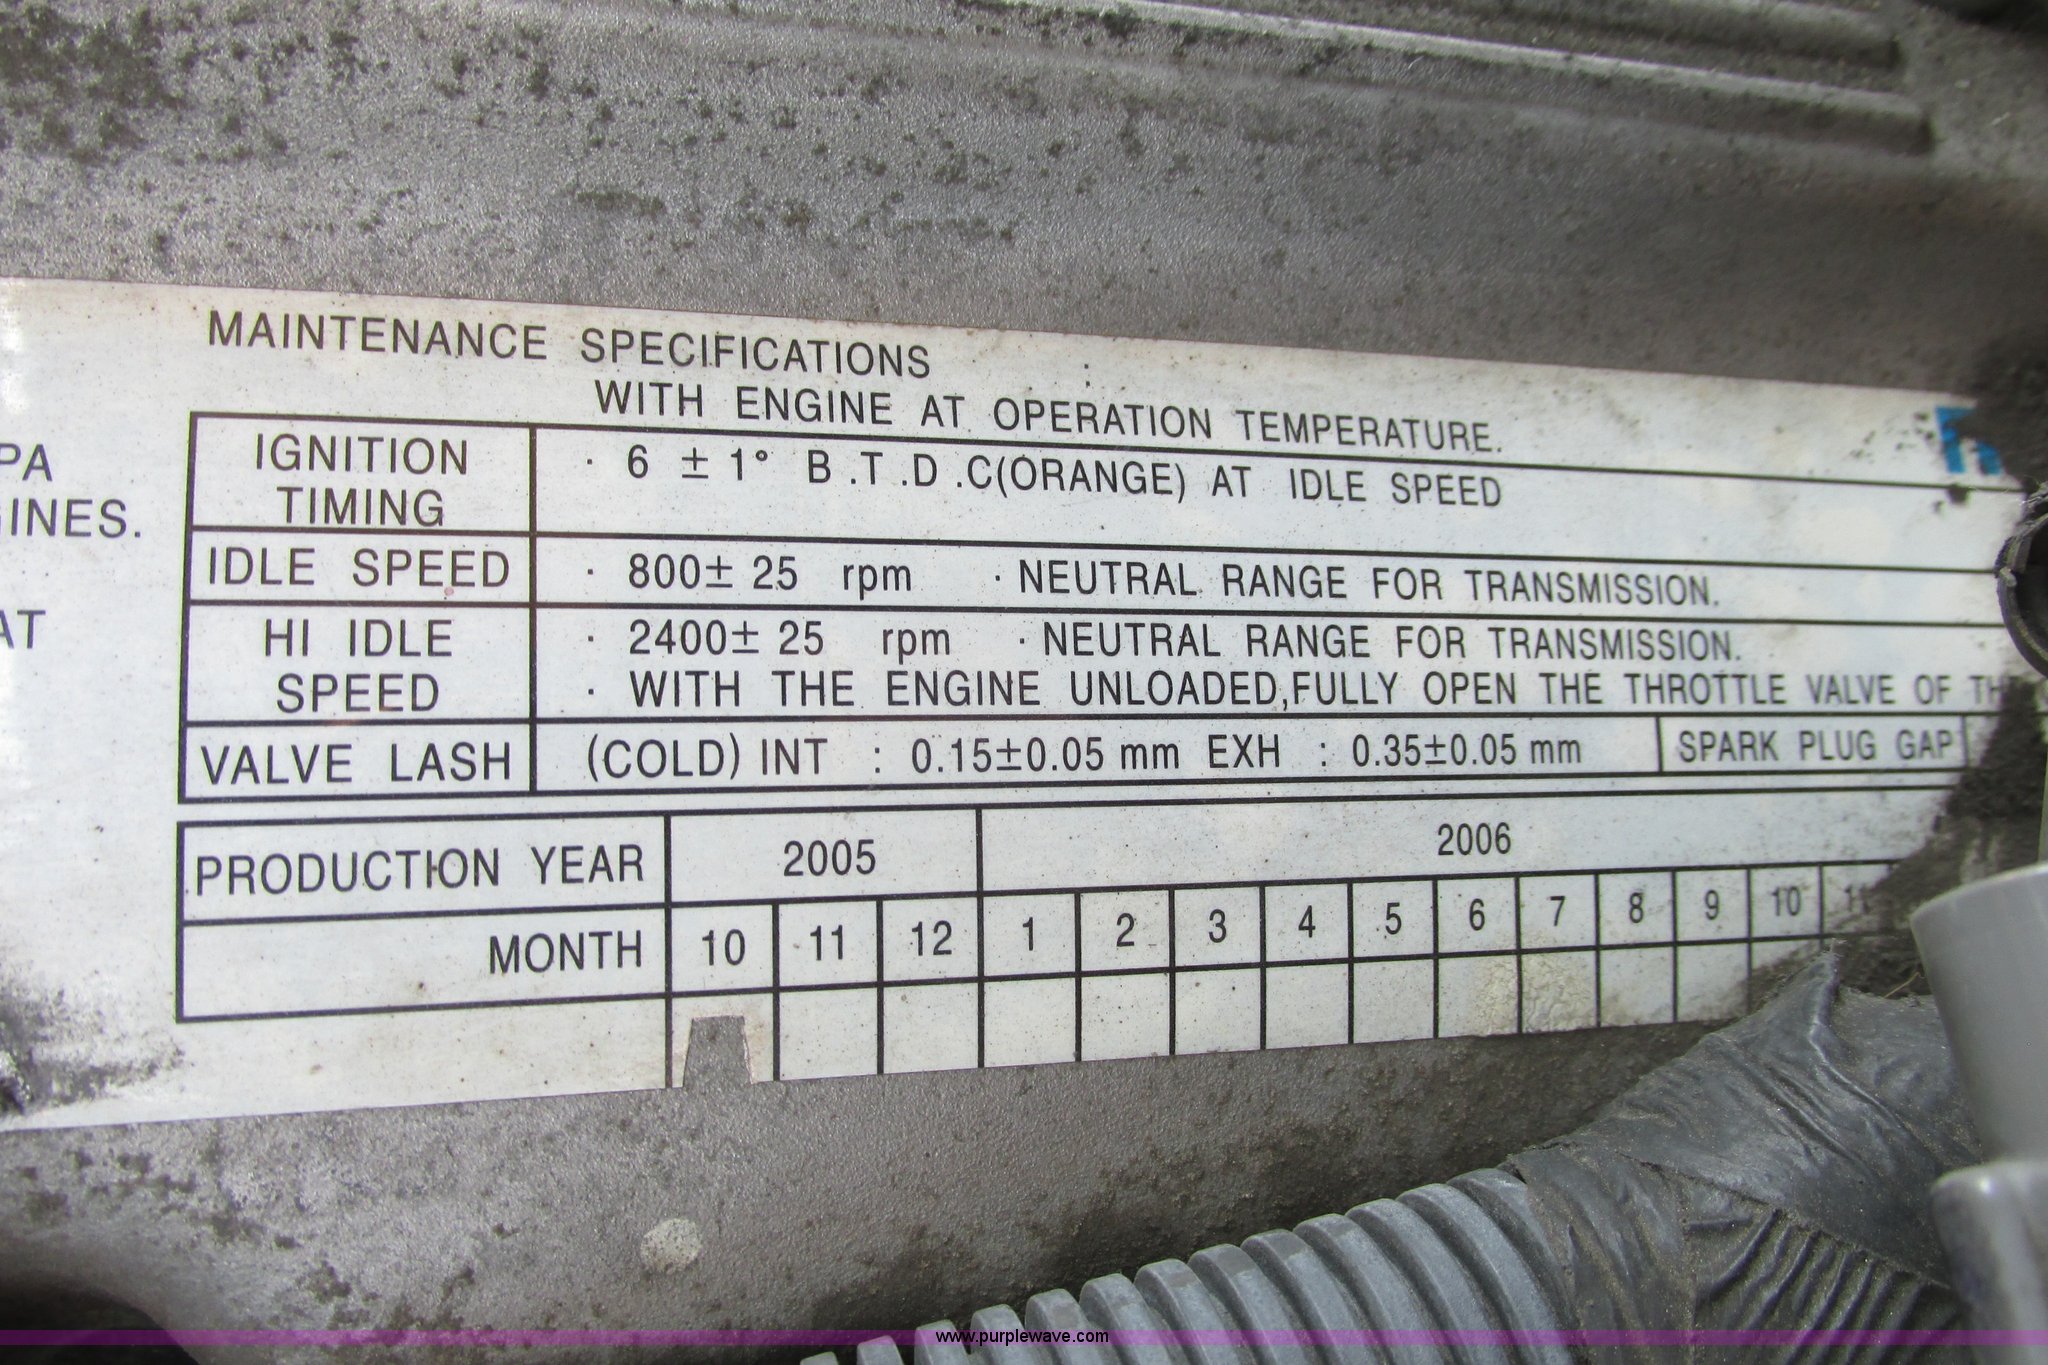 MAINTENANCE SPECIFICATIONS :
WITH ENGINE AT OPERATION TEMPERATURE.
PA
GINES.
AT
IGNITION TIMING · 6 ± 1° B.T.D.C(ORANGE) AT IDLE SPEED
IDLE SPEED · 800± 25 rpm · NEUTRAL RANGE FOR TRANSMISSION.
HI IDLE SPEED · 2400± 25 rpm · NEUTRAL RANGE FOR TRANSMISSION.
· WITH THE ENGINE UNLOADED,FULLY OPEN THE THROTTLE VALVE OF TH
VALVE LASH (COLD) INT : 0.15±0.05 mm EXH : 0.35±0.05 mm SPARK PLUG GAP
PRODUCTION YEAR 2005 2006
MONTH 10 11 12 1 2 3 4 5 6 7 8 9 10 11
www.purplewave.com